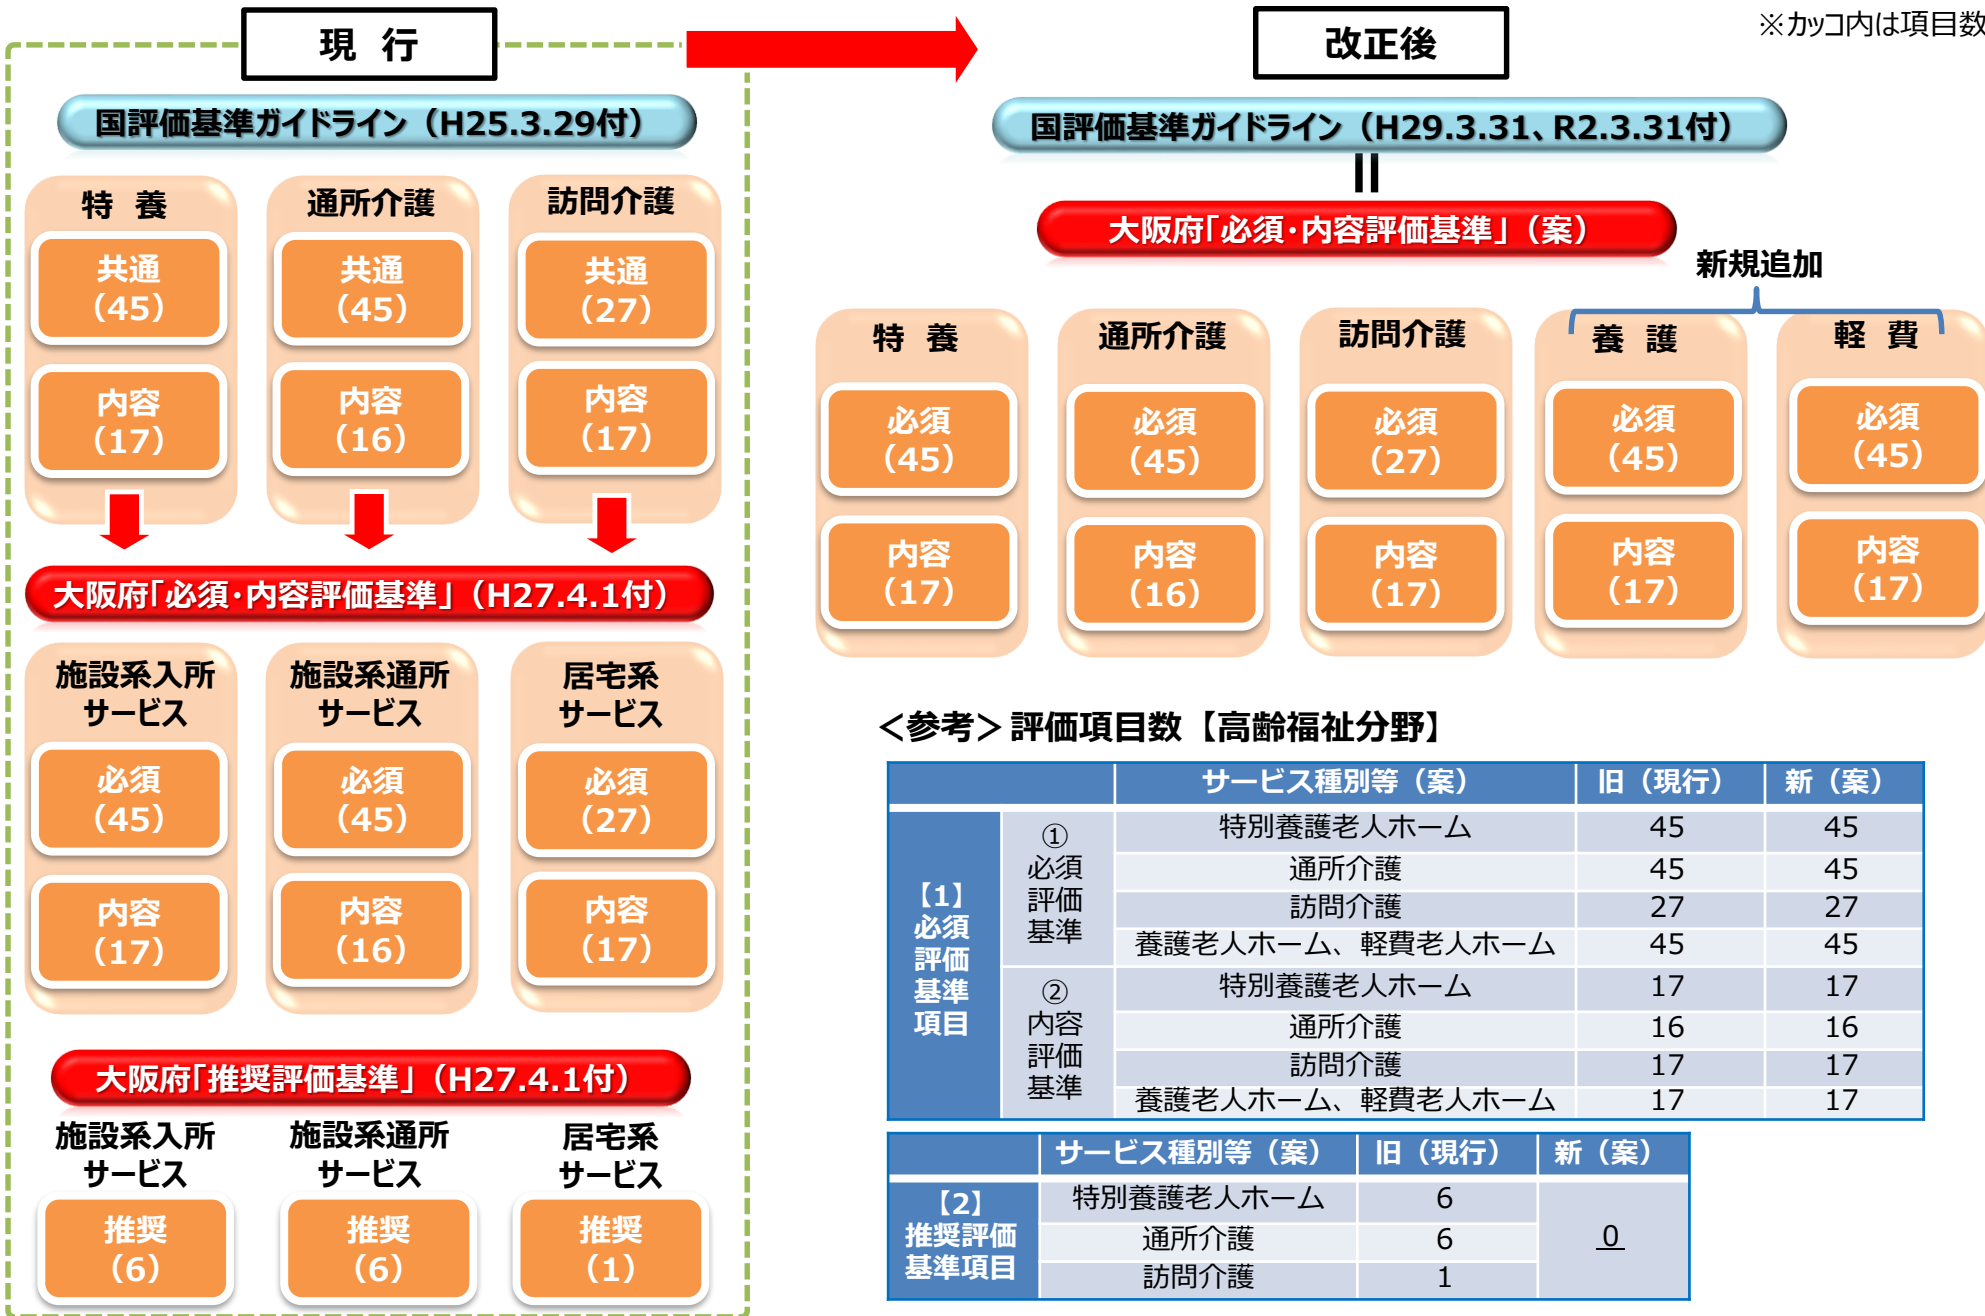 現 行
国評価基準ガイドライン（H25.3.29付）
特 養
共通
（45）
内容
（17）
通所介護
共通
（45）
内容
（16）
訪問介護
共通
（27）
内容
（17）
大阪府「必須・内容評価基準」（H27.4.1付）
施設系入所
サービス
必須
（45）
内容
（17）
施設系通所
サービス
必須
（45）
内容
（16）
居宅系
サービス
必須
（27）
内容
（17）
大阪府「推奨評価基準」（H27.4.1付）
施設系入所
サービス
推奨
（6）
施設系通所
サービス
推奨
（6）
居宅系
サービス
推奨
（1）
改正後
※カッコ内は項目数
国評価基準ガイドライン（H29.3.31、R2.3.31付）
大阪府「必須・内容評価基準」（案）
新規追加
特 養
必須
（45）
内容
（17）
通所介護
必須
（45）
内容
（16）
訪問介護
必須
（27）
内容
（17）
養 護
必須
（45）
内容
（17）
軽 費
必須
（45）
内容
（17）
＜参考＞評価項目数【高齢福祉分野】
サービス種別等（案） 旧（現行） 新（案）
【1】
必須
評価
基準
項目
①
必須
評価
基準
特別養護老人ホーム 45 45
通所介護 45 45
訪問介護 27 27
養護老人ホーム、軽費老人ホーム 45 45
②
内容
評価
基準
特別養護老人ホーム 17 17
通所介護 16 16
訪問介護 17 17
養護老人ホーム、軽費老人ホーム 17 17
サービス種別等（案） 旧（現行） 新（案）
【2】
推奨評価
基準項目
特別養護老人ホーム 6
通所介護 6
訪問介護 1
0